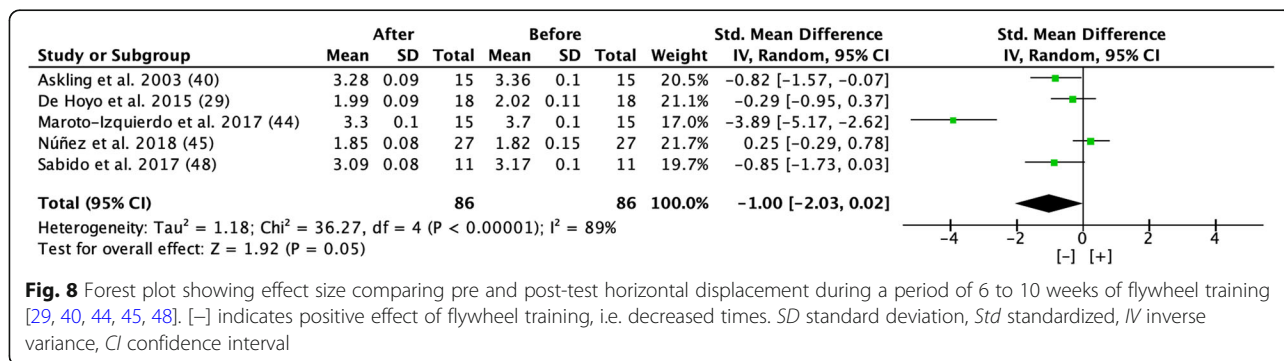 After Before Std. Mean Difference Std. Mean Difference
Study or Subgroup Mean SD Total Mean SD Total Weight IV, Random, 95% CI IV, Random, 95% CI
Askling et al. 2003 (40) 3.28 0.09 15 3.36 0.1 15 20.5% -0.82 [-1.57, -0.07]
De Hoyo et al. 2015 (29) 1.99 0.09 18 2.02 0.11 18 21.1% -0.29 [-0.95, 0.37]
Maroto-Izquierdo et al. 2017 (44) 3.3 0.1 15 3.7 0.1 15 17.0% -3.89 [-5.17, -2.62]
Núñez et al. 2018 (45) 1.85 0.08 27 1.82 0.15 27 21.7% 0.25 [-0.29, 0.78]
Sabido et al. 2017 (48) 3.09 0.08 11 3.17 0.1 11 19.7% -0.85 [-1.73, 0.03]
Total (95% CI) 86 86 100.0% -1.00 [-2.03, 0.02]
Heterogeneity: Tau² = 1.18; Chi² = 36.27, df = 4 (P < 0.00001); I² = 89%
Test for overall effect: Z = 1.92 (P = 0.05)
-4 -2 0 2 4
[-] [+]
Fig. 8 Forest plot showing effect size comparing pre and post-test horizontal displacement during a period of 6 to 10 weeks of flywheel training
[29, 40, 44, 45, 48]. [−] indicates positive effect of flywheel training, i.e. decreased times. SD standard deviation, Std standardized, IV inverse
variance, CI confidence interval